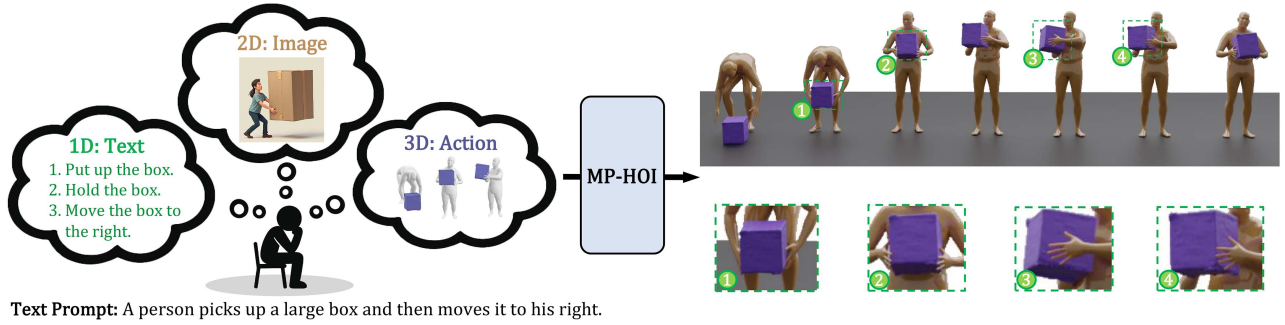 2D: Image
1D: Text
1. Put up the box.
2. Hold the box.
3. Move the box to
the right.
3D: Action
MP-HOI
1
2
3
4
1
2
3
4
Text Prompt: A person picks up a large box and then moves it to his right.